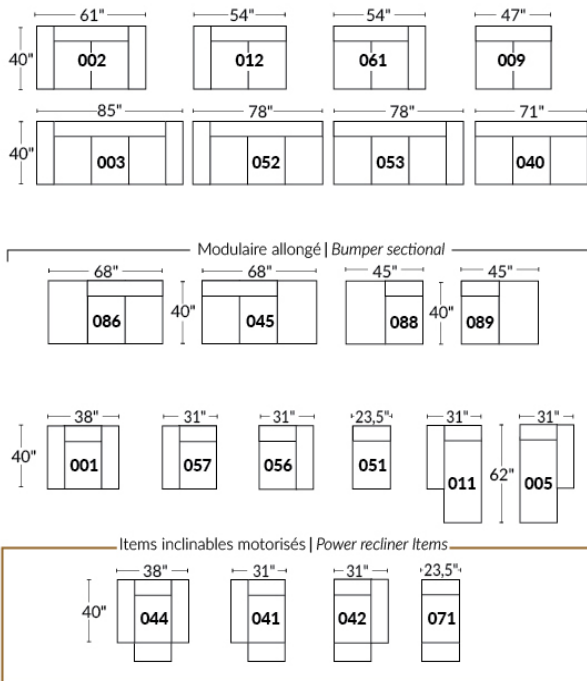 61" 54" 54" 47"
40" 002 012 061 009
85" 78" 78" 71"
40" 003 052 053 040
Modulaire allongé | Bumper sectional
68" 68" 45" 45"
086 40" 045 088 40" 089
38" 31" 31" 23,5" 31" 31"
40" 001 057 056 051 011 62" 005
Items inclinables motorisés | Power recliner Items
38" 31" 31" 23,5"
40" 044 041 042 071